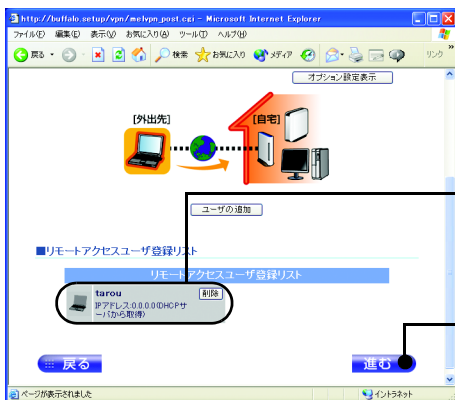 http://buffalo.setup/vpn/melvpn_post.cgi - Microsoft Internet Explorer
ファイル(F) 編集(E) 表示(V) お気に入り(A) ツール(T) ヘルプ(H)
戻る 検索 お気に入り メディア リンク »
オプション設定表示
[外出先]
[自宅]
ユーザの追加
■リモートアクセスユーザ登録リスト
リモートアクセスユーザ登録リスト
tarou 削除
IPアドレス:0.0.0.0(DHCPサ
ーバから取得)
戻る
進む
ページが表示されました イントラネット